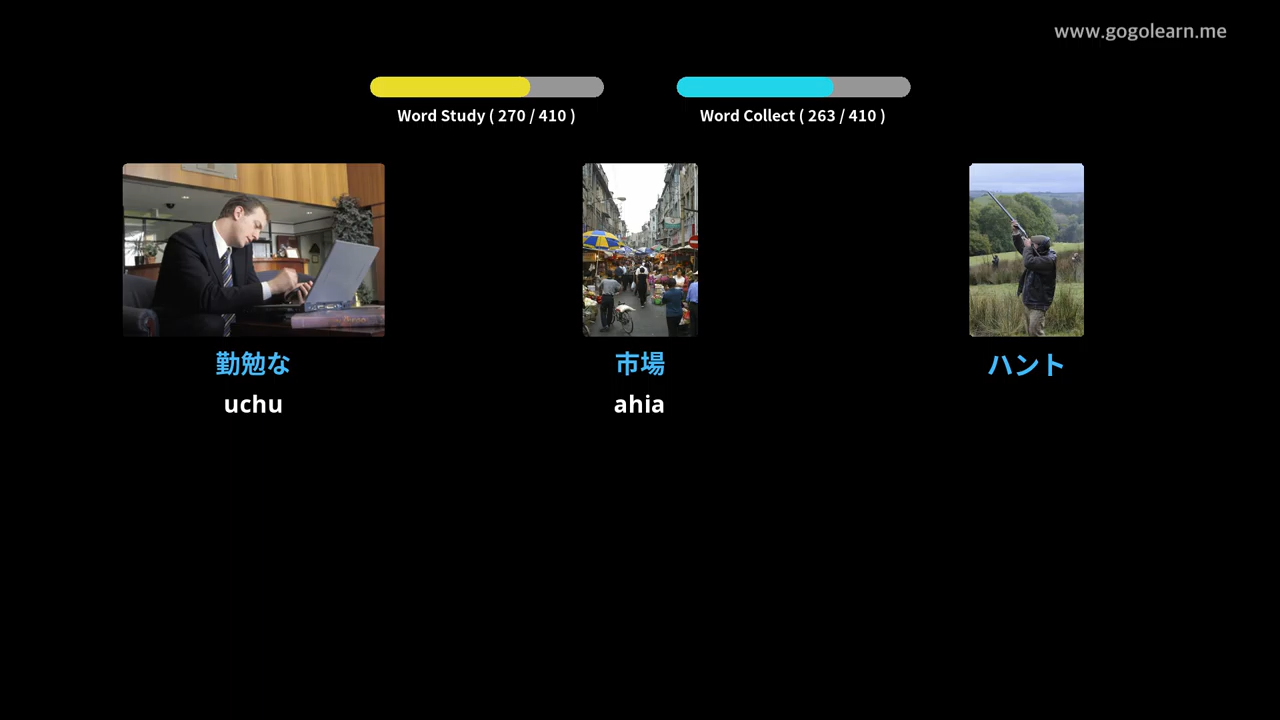 www.gogolearn.me
Word Study ( 270 / 410 )
Word Collect ( 263 / 410 )
勤勉な
市場
ハント
uchu
ahia